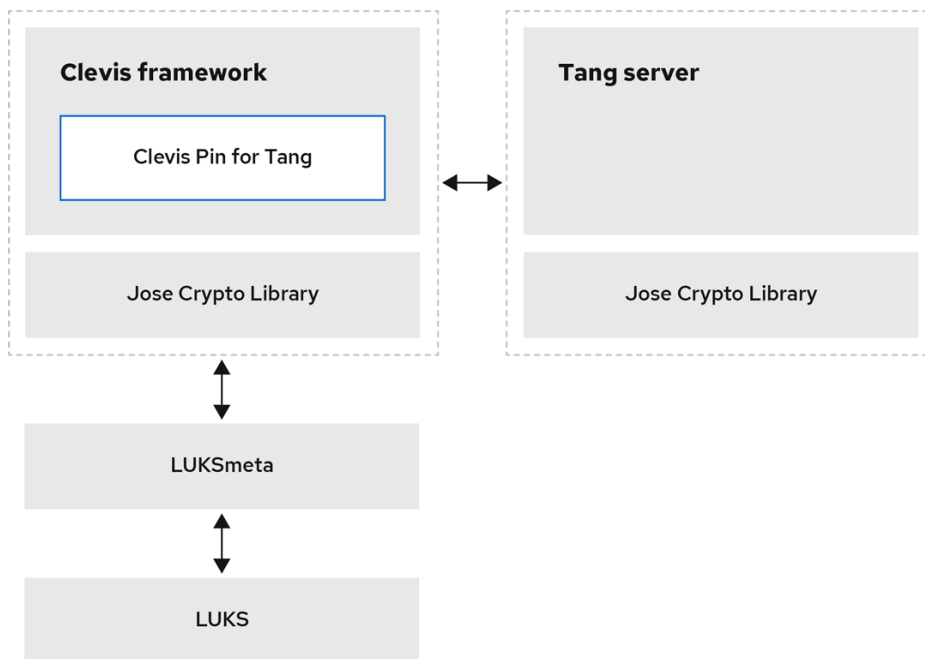 Clevis framework
Clevis Pin for Tang
Jose Crypto Library
Tang server
Jose Crypto Library
LUKSmeta
LUKS